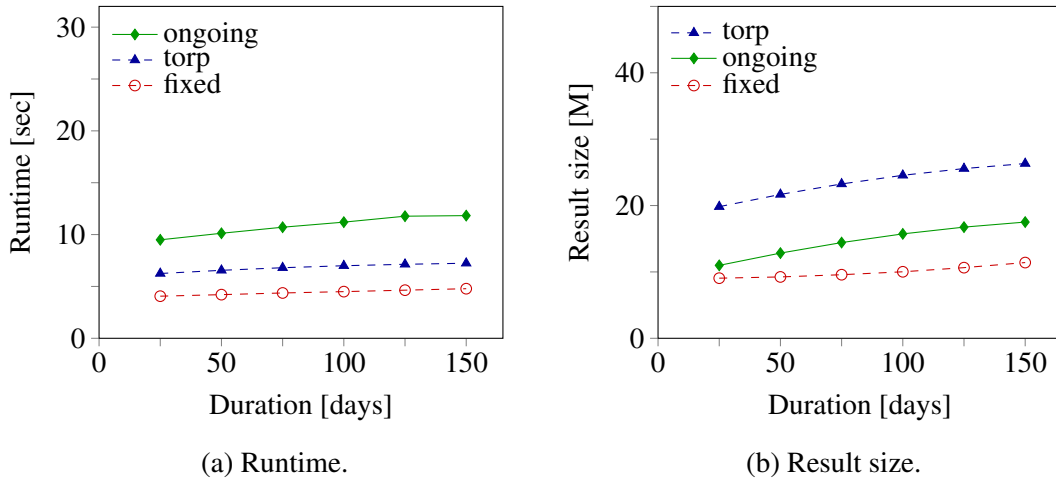 30
20
10
0
Runtime [sec]
ongoing
torp
fixed
0
50
100
150
Duration [days]
(a) Runtime.
40
20
0
Result size [M]
torp
ongoing
fixed
0
50
100
150
Duration [days]
(b) Result size.